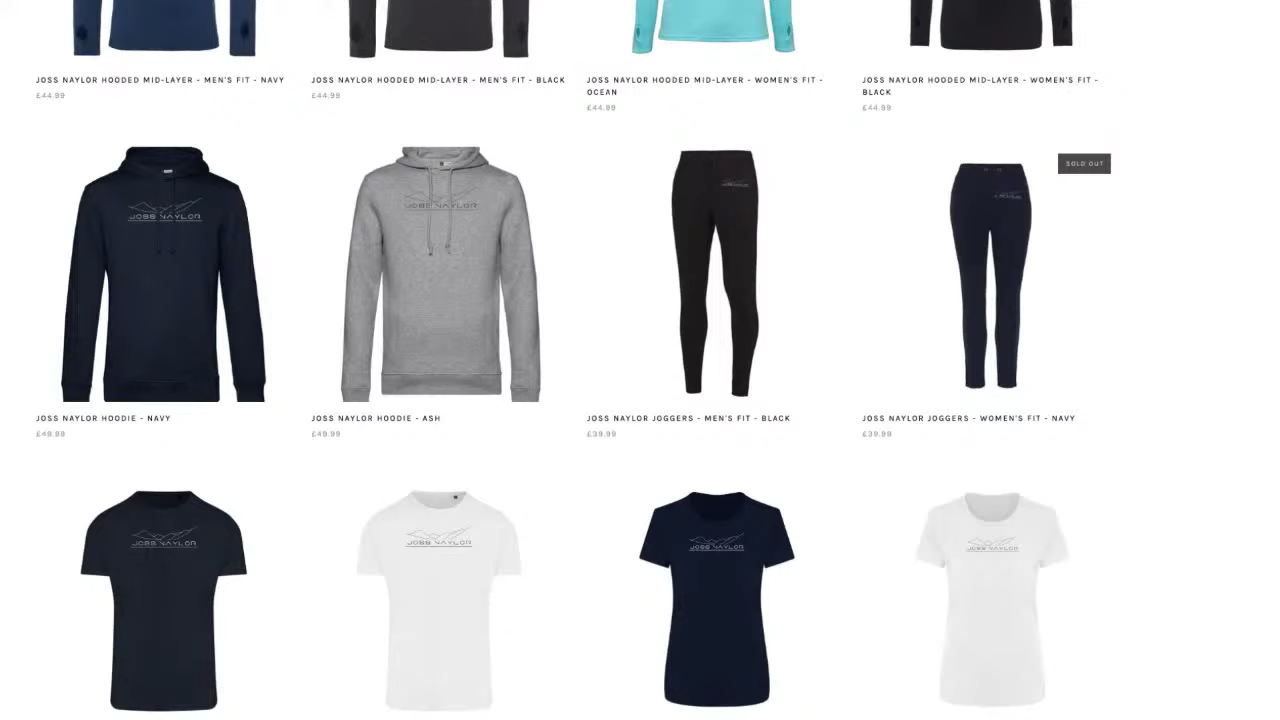 JOSS NAYLOR HOODED MID-LAYER - MEN'S FIT - NAVY
£44.99
JOSS NAYLOR HOODED MID-LAYER - MEN'S FIT - BLACK
£44.99
JOSS NAYLOR HOODED MID-LAYER - WOMEN'S FIT -
OCEAN
£44.99
JOSS NAYLOR HOODED MID-LAYER - WOMEN'S FIT -
BLACK
£44.99
JOSS NAYLOR
JOSS NAYLOR
SOLD OUT
JOSS NAYLOR HOODIE - NAVY
£49.99
JOSS NAYLOR HOODIE - ASH
£49.99
JOSS NAYLOR JOGGERS - MEN'S FIT - BLACK
£39.99
JOSS NAYLOR JOGGERS - WOMEN'S FIT - NAVY
£39.99
JOSS NAYLOR
JOSS NAYLOR
JOSS NAYLOR
JOSS NAYLOR